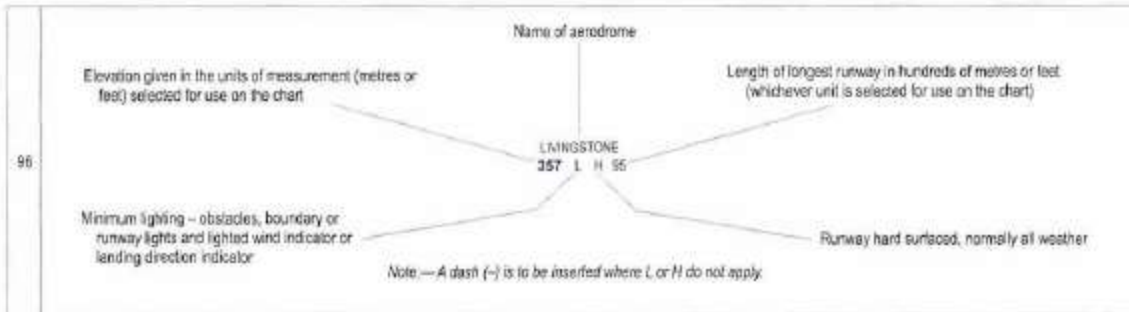 Name of aerodrome
Elevation given in the units of measurement (metres or
feet) selected for use on the chart
Length of longest runway in hundreds of metres or feet
(whichever unit is selected for use on the chart)
96
LIVINGSTONE
357 L H 95
Minimum lighting – obstacles, boundary or
runway lights and lighted wind indicator or
landing direction indicator
Runway hard surfaced, normally all weather
Note.— A dash (–) is to be inserted where L or H do not apply.